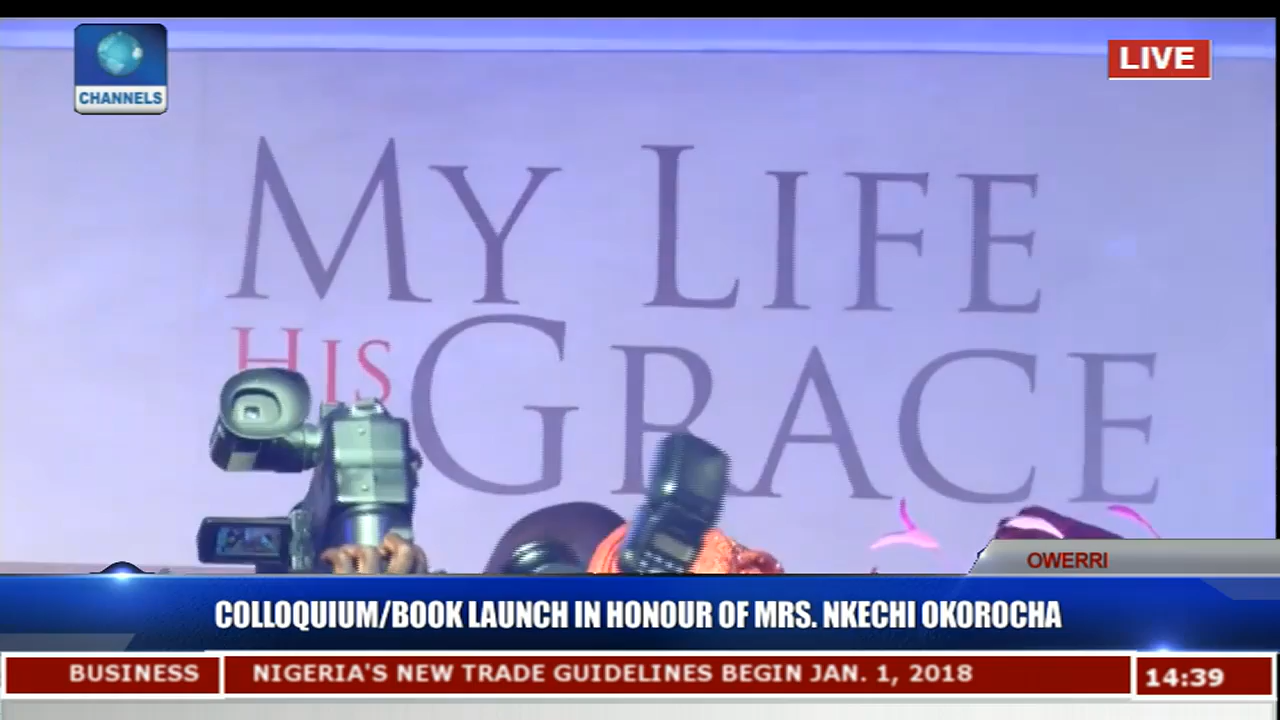 CHANNELS
LIVE
MY LIFE
HIS GRACE
OWERRI
COLLOQUIUM/BOOK LAUNCH IN HONOUR OF MRS. NKECHI OKOROCHA
BUSINESS
NIGERIA'S NEW TRADE GUIDELINES BEGIN JAN. 1, 2018
14:39